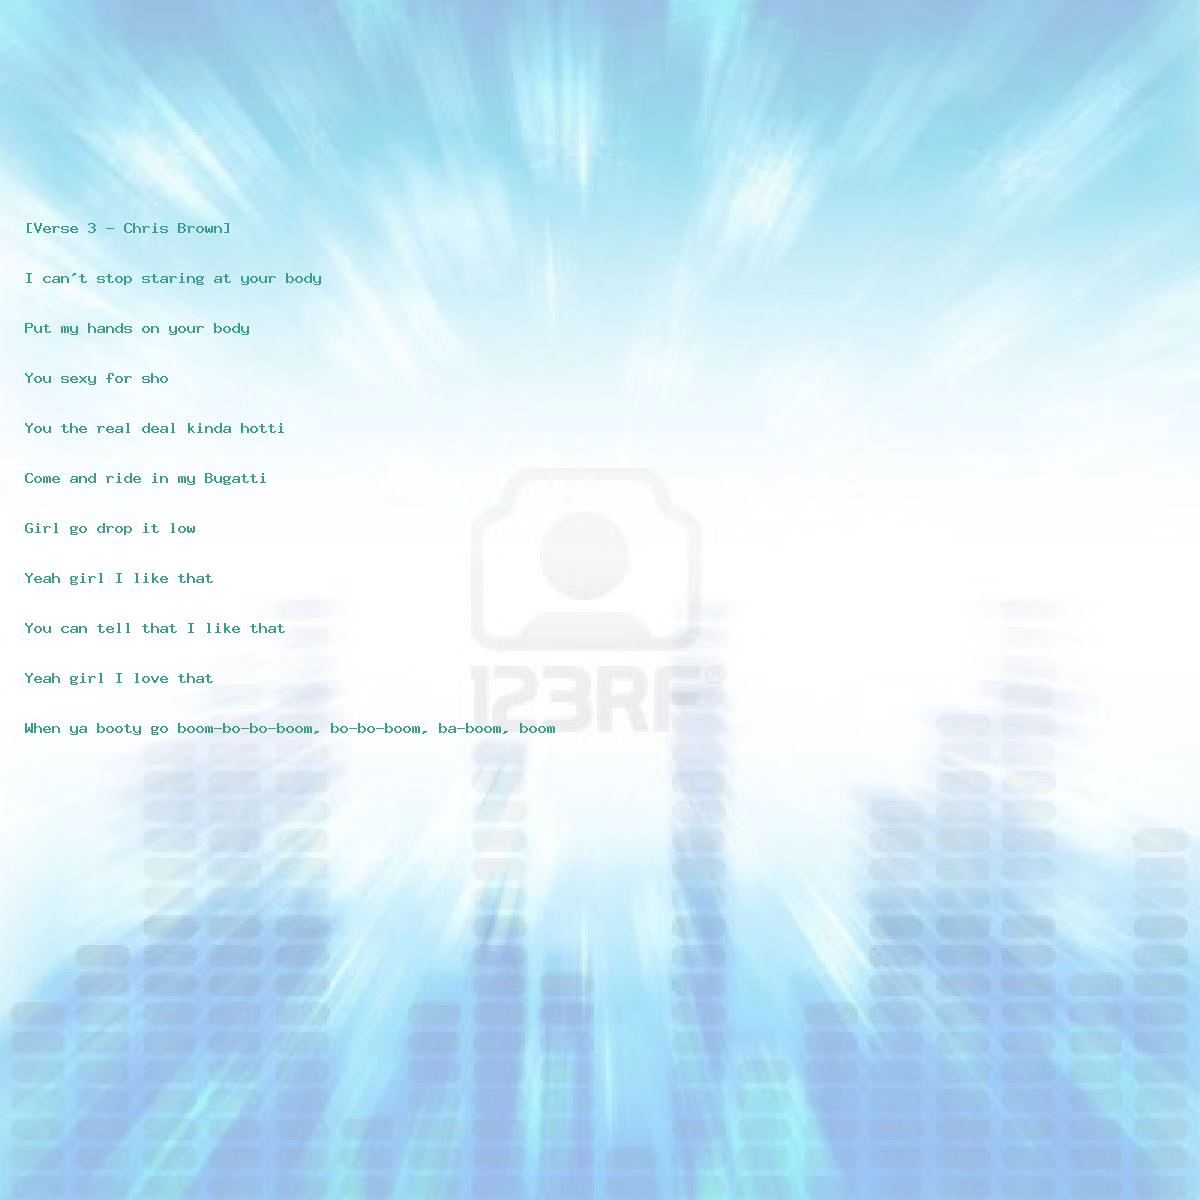 [Verse 3 – Chris Brown]
I can't stop staring at your body
Put my hands on your body
You sexy for sho
You the real deal kinda hotti
Come and ride in my Bugatti
Girl go drop it low
Yeah girl I like that
You can tell that I like that
Yeah girl I love that
When ya booty go boom-bo-bo-boom, bo-bo-boom, ba-boom, boom
123RF®